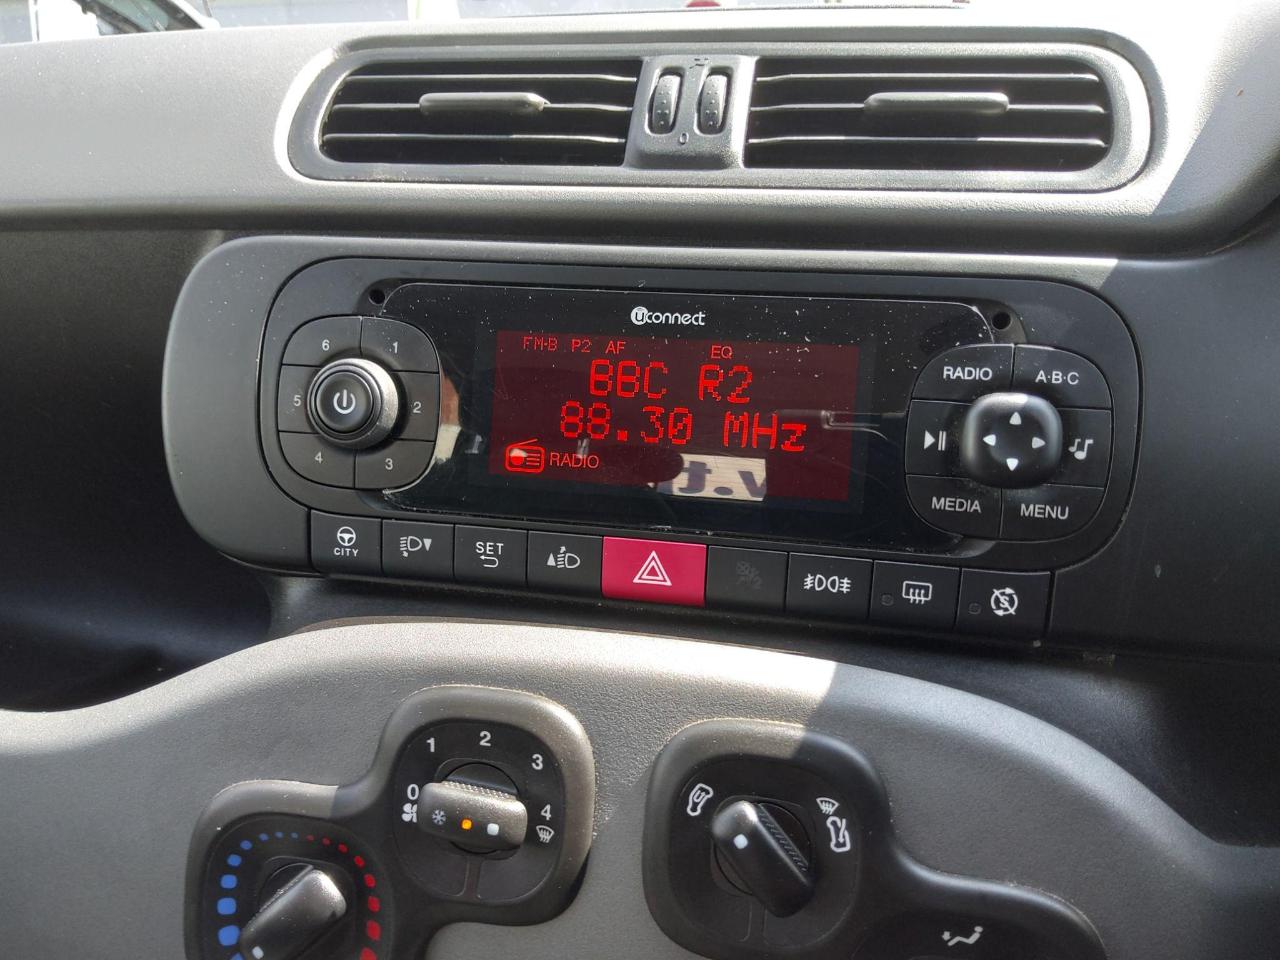 uconnect
FM-B P2 AF EQ
BBC R2
88.30 MHz
RADIO
6 1
5 2
4 3
RADIO A·B·C
MEDIA MENU
CITY
SET
0 1 2 3 4
0